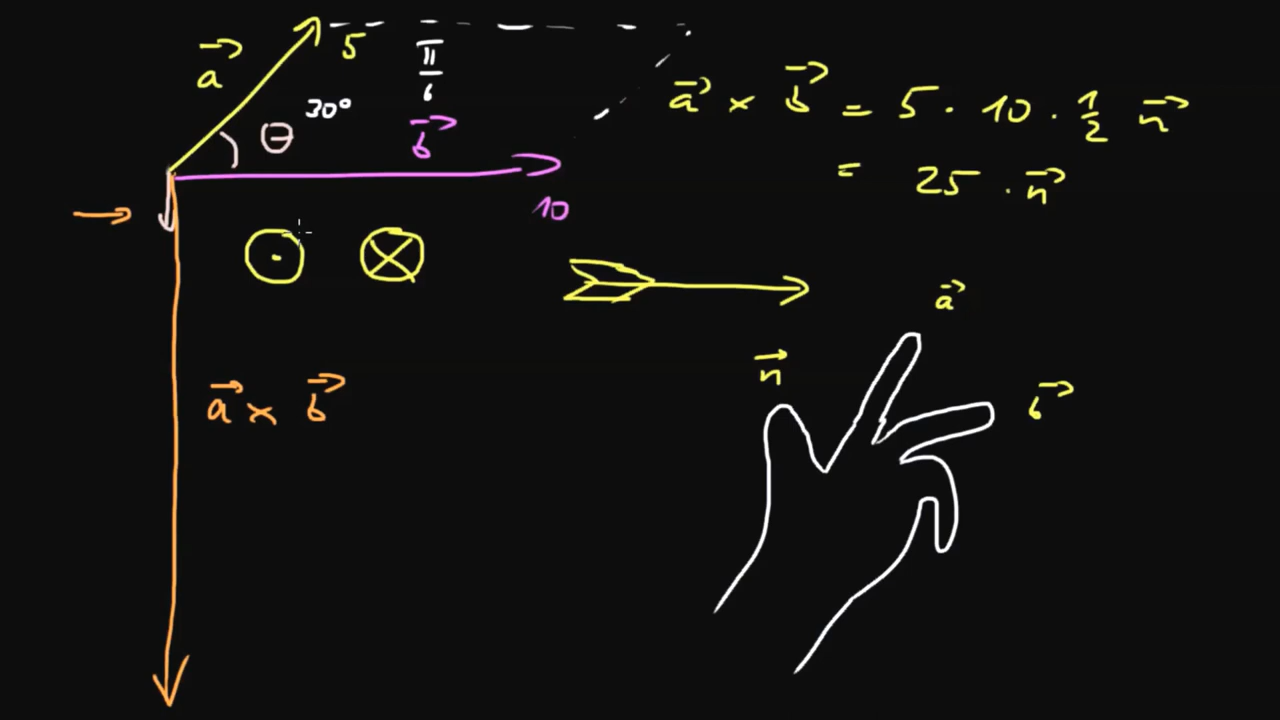 a⃗
5
π/6
30°
θ
b⃗
10
a⃗ × b⃗ = 5 · 10 · 1/2 n⃗
= 25 · n⃗
a⃗ × b⃗
n⃗
a⃗
b⃗